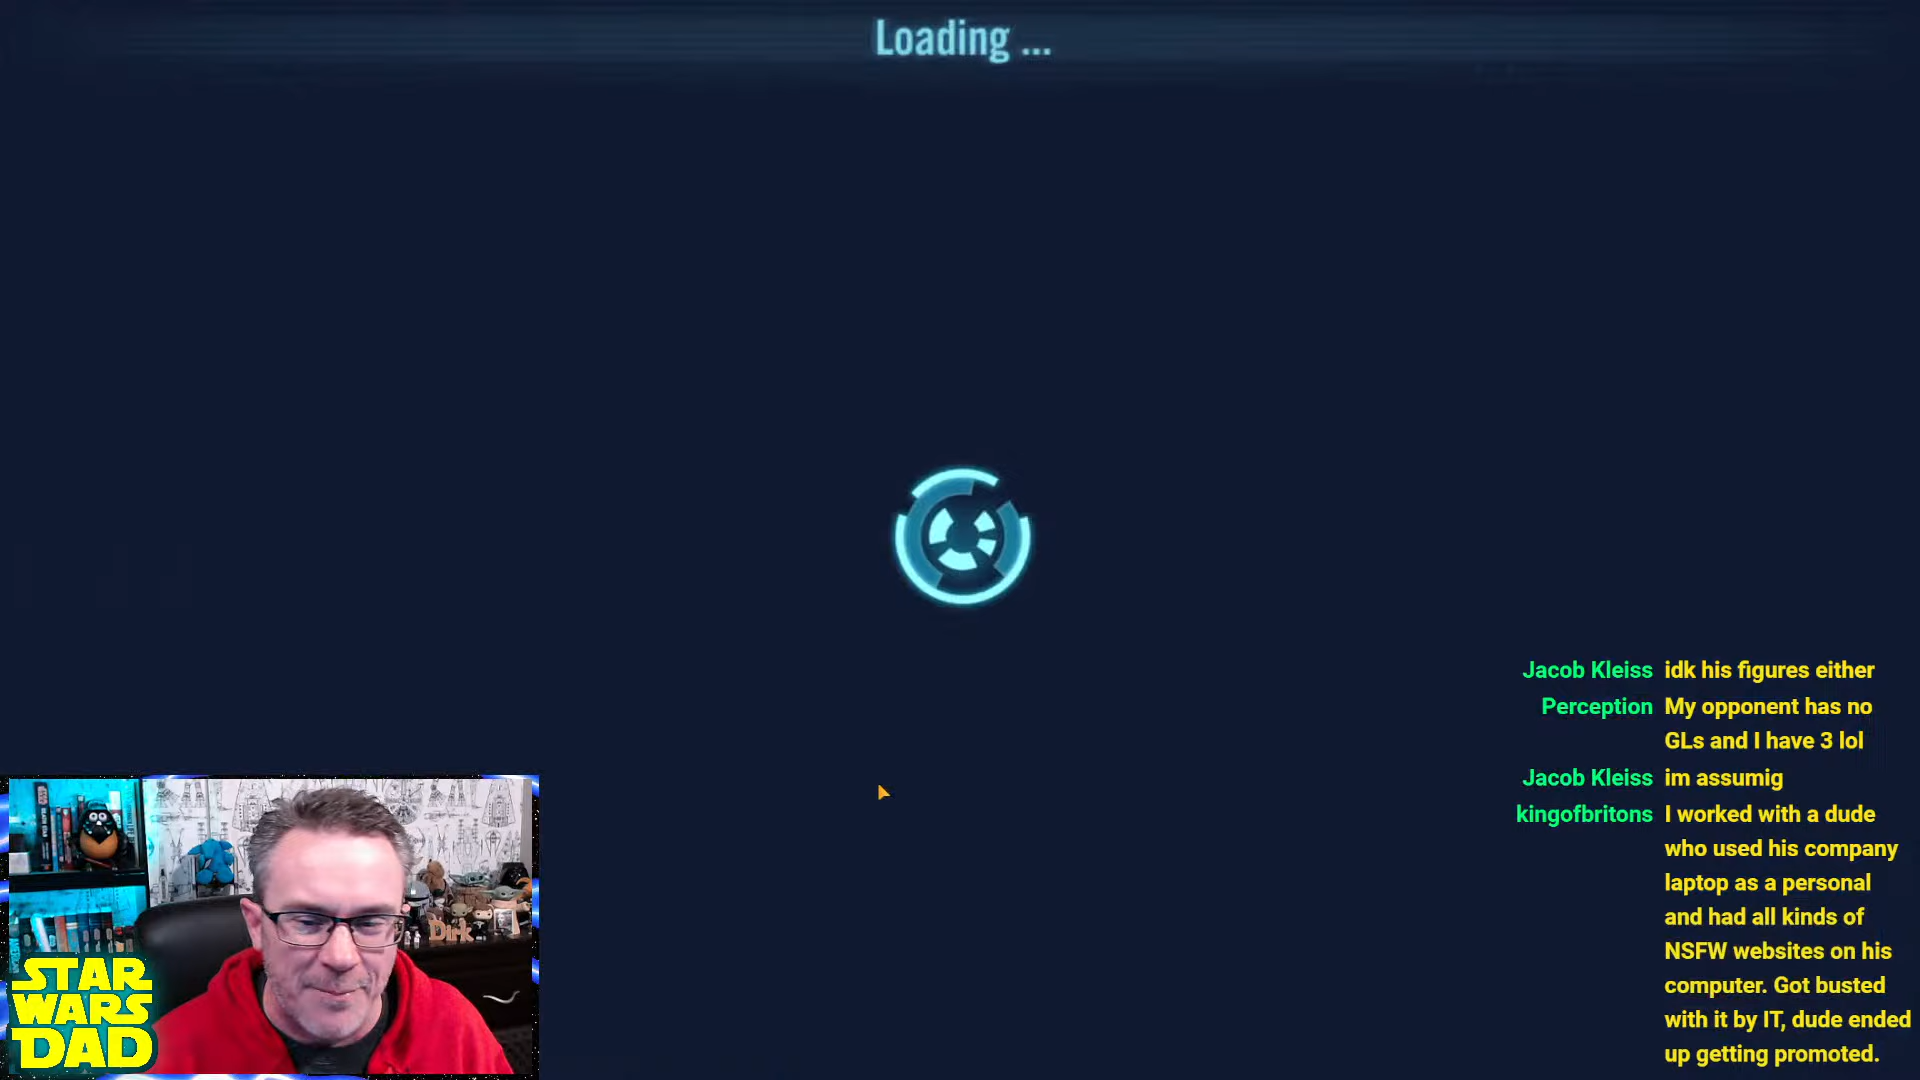 Loading ...
Jacob Kleiss idk his figures either
Perception My opponent has no
GLs and I have 3 lol
Jacob Kleiss im assumig
kingofbritons I worked with a dude
who used his company
laptop as a personal
and had all kinds of
NSFW websites on his
computer. Got busted
with it by IT, dude ended
up getting promoted.
Dirk
STAR
WARS
DAD